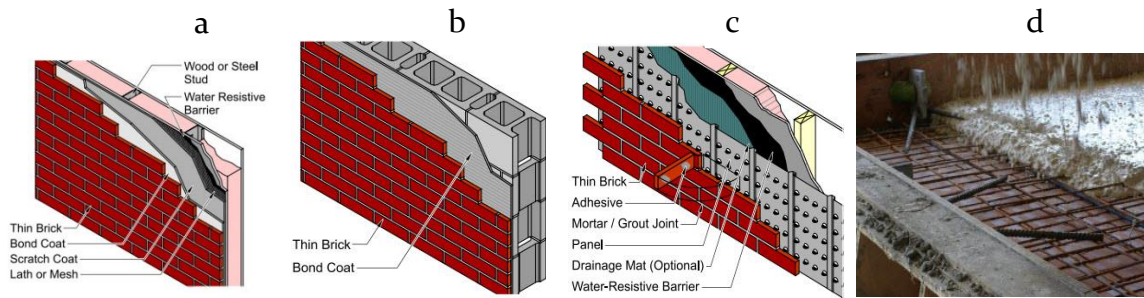 a
b
c
d
Wood or Steel
Stud
Water Resistive
Barrier
Thin Brick
Bond Coat
Scratch Coat
Lath or Mesh
Thin Brick
Bond Coat
Thin Brick
Adhesive
Mortar / Grout Joint
Panel
Drainage Mat (Optional)
Water-Resistive Barrier